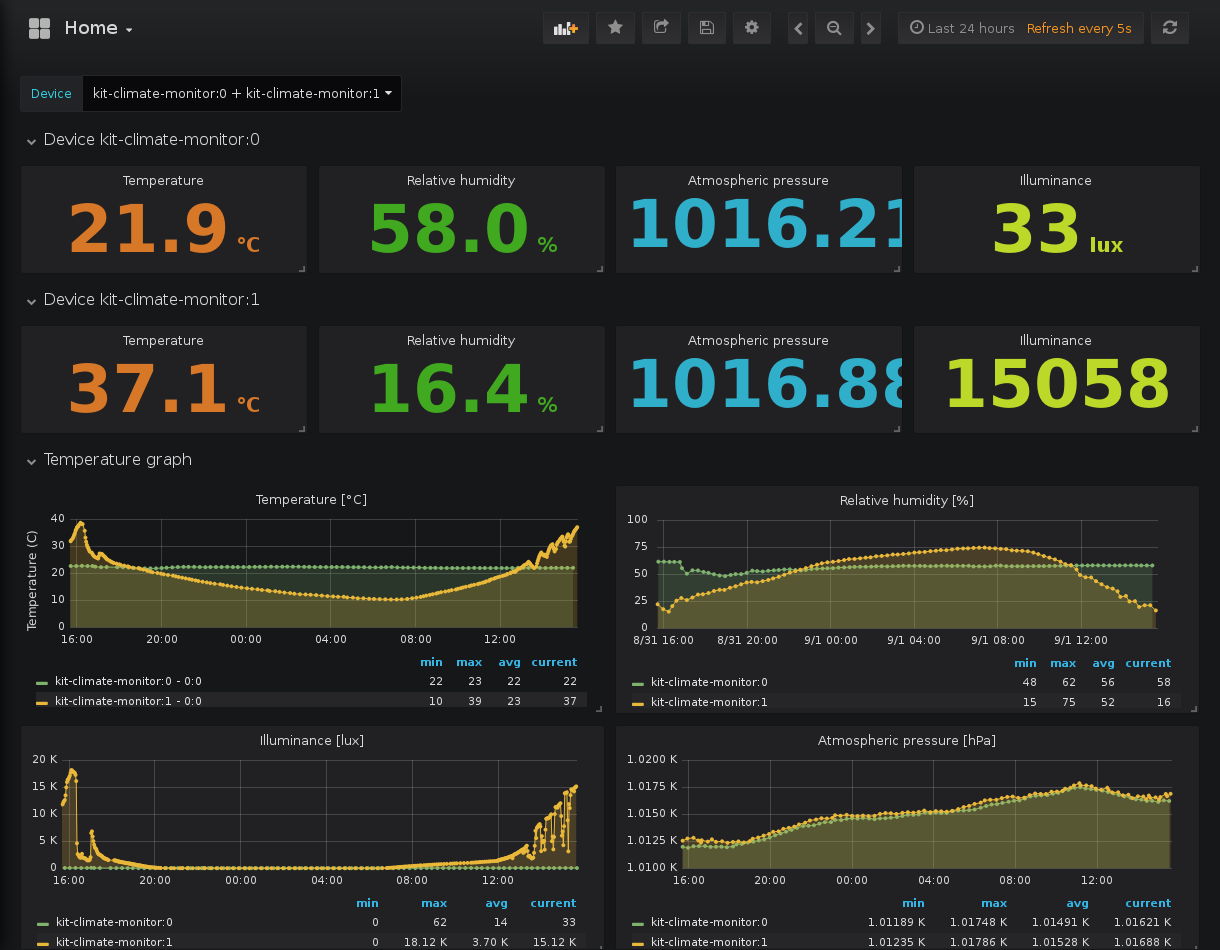 Home
Last 24 hours Refresh every 5s
Device kit-climate-monitor:0 + kit-climate-monitor:1
Device kit-climate-monitor:0
Temperature Relative humidity Atmospheric pressure Illuminance
21.9 °C 58.0 % 1016.21 33 lux
Device kit-climate-monitor:1
Temperature Relative humidity Atmospheric pressure Illuminance
37.1 °C 16.4 % 1016.88 15058
Temperature graph
Temperature [°C]
Temperature (C)
40
30
20
10
0
16:00 20:00 00:00 04:00 08:00 12:00
min max avg current
kit-climate-monitor:0 - 0:0 22 23 22 22
kit-climate-monitor:1 - 0:0 10 39 23 37
Relative humidity [%]
100
75
50
25
0
8/31 16:00 8/31 20:00 9/1 00:00 9/1 04:00 9/1 08:00 9/1 12:00
min max avg current
kit-climate-monitor:0 48 62 56 58
kit-climate-monitor:1 15 75 52 16
Illuminance [lux]
20 K
15 K
10 K
5 K
0
16:00 20:00 00:00 04:00 08:00 12:00
min max avg current
kit-climate-monitor:0 0 62 14 33
kit-climate-monitor:1 0 18.12 K 3.70 K 15.12 K
Atmospheric pressure [hPa]
1.0200 K
1.0175 K
1.0150 K
1.0125 K
1.0100 K
16:00 20:00 00:00 04:00 08:00 12:00
min max avg current
kit-climate-monitor:0 1.01189 K 1.01748 K 1.01491 K 1.01621 K
kit-climate-monitor:1 1.01235 K 1.01786 K 1.01528 K 1.01688 K